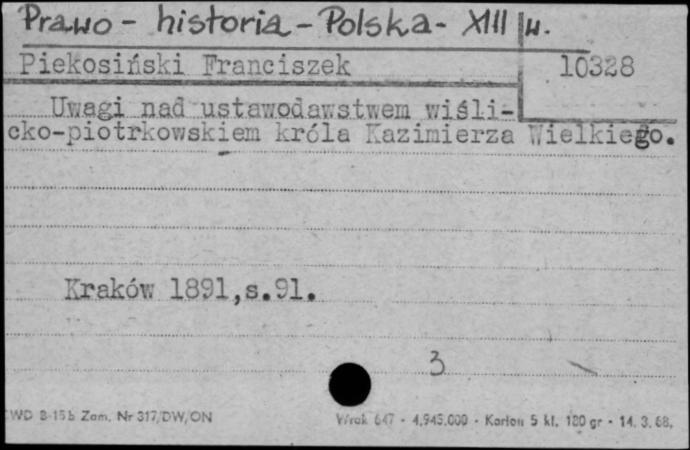 Prawo - historia - Polska - XIII w.
Piekosiński Franciszek 10328
Uwagi nad ustawodawstwem wiśli-
cko-piotrkowskiem króla Kazimierza Wielkiego.
Kraków 1891,s.91.
3
WD B-15b Zam. Nr 317/DW/ON 647 - 4.945.000 - Karton 5 kl. 180 gr - 14. 3. 68.